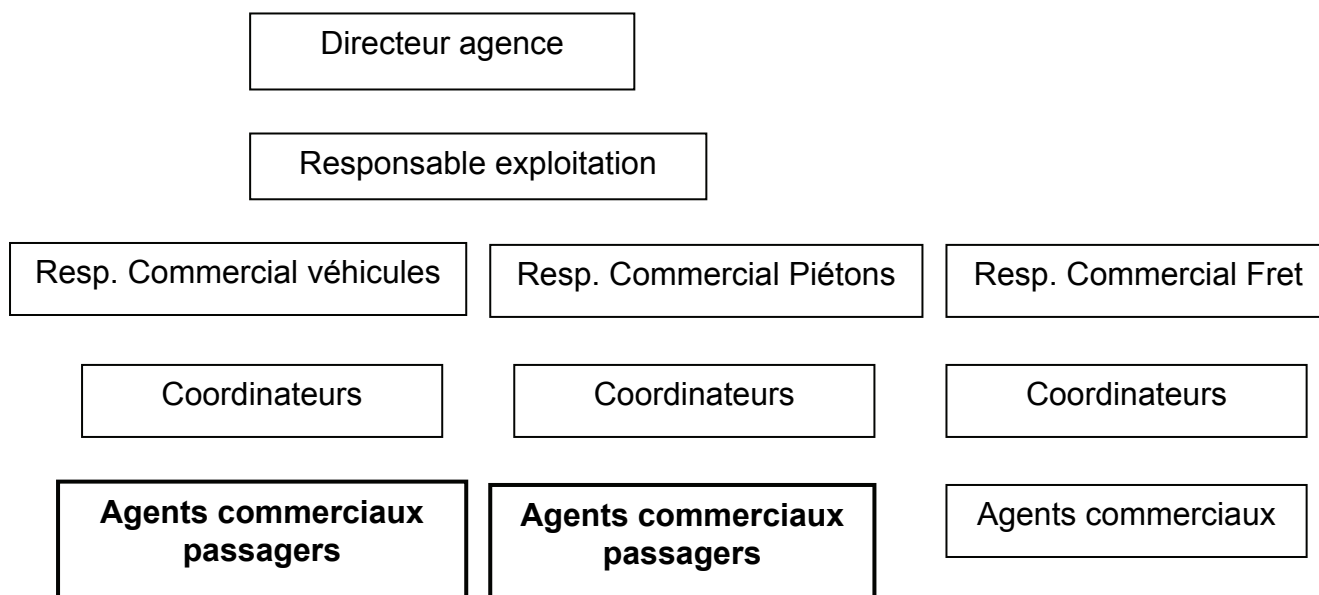 Directeur agence
Responsable exploitation
Resp. Commercial véhicules
Resp. Commercial Piétons
Resp. Commercial Fret
Coordinateurs
Coordinateurs
Coordinateurs
Agents commerciaux
passagers
Agents commerciaux
passagers
Agents commerciaux